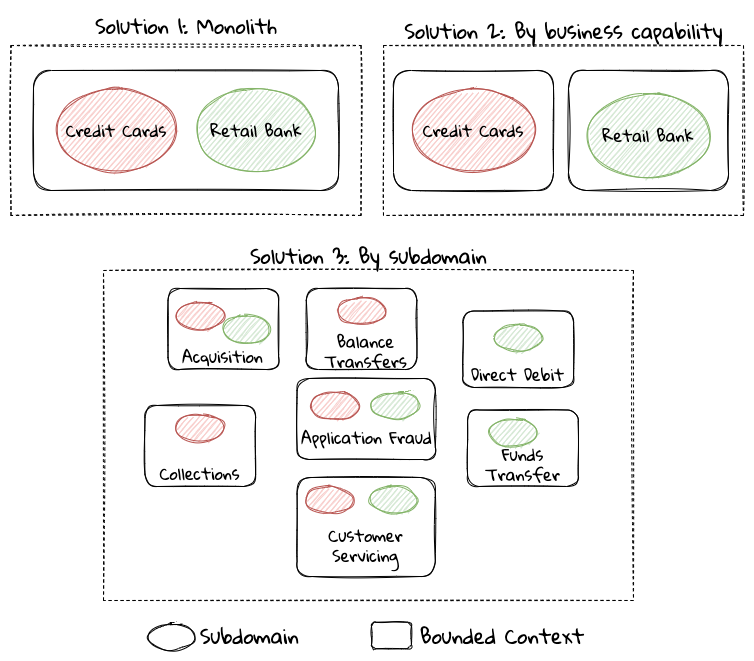 Solution 1: Monolith
Solution 2: By business capability
Credit Cards
Retail Bank
Credit Cards
Retail Bank
Solution 3: By subdomain
Acquisition
Balance
Transfers
Direct Debit
Collections
Application Fraud
Funds
Transfer
Customer
Servicing
Subdomain
Bounded Context